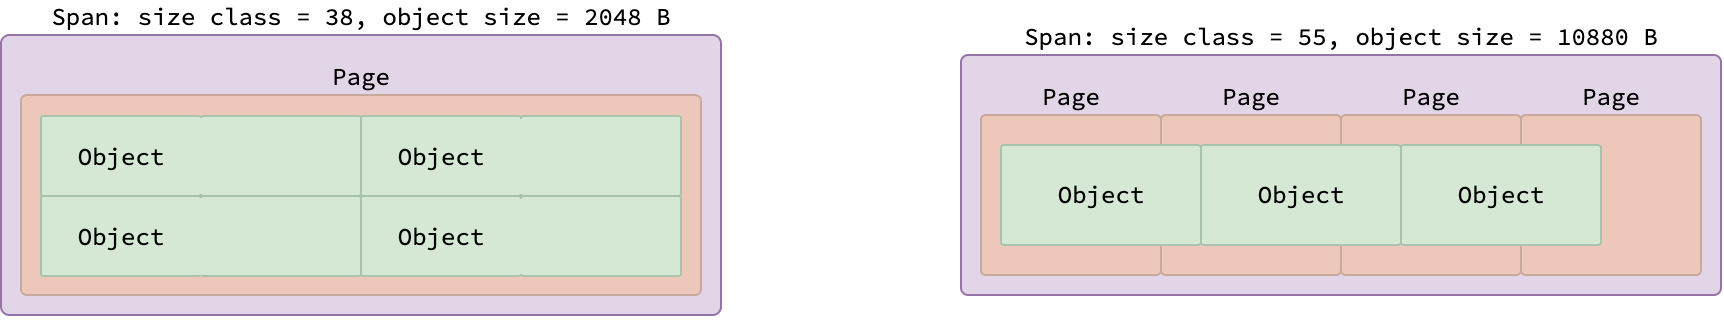 Span: size class = 38, object size = 2048 B
Page
Object Object
Object Object
Span: size class = 55, object size = 10880 B
Page Page Page Page
Object Object Object